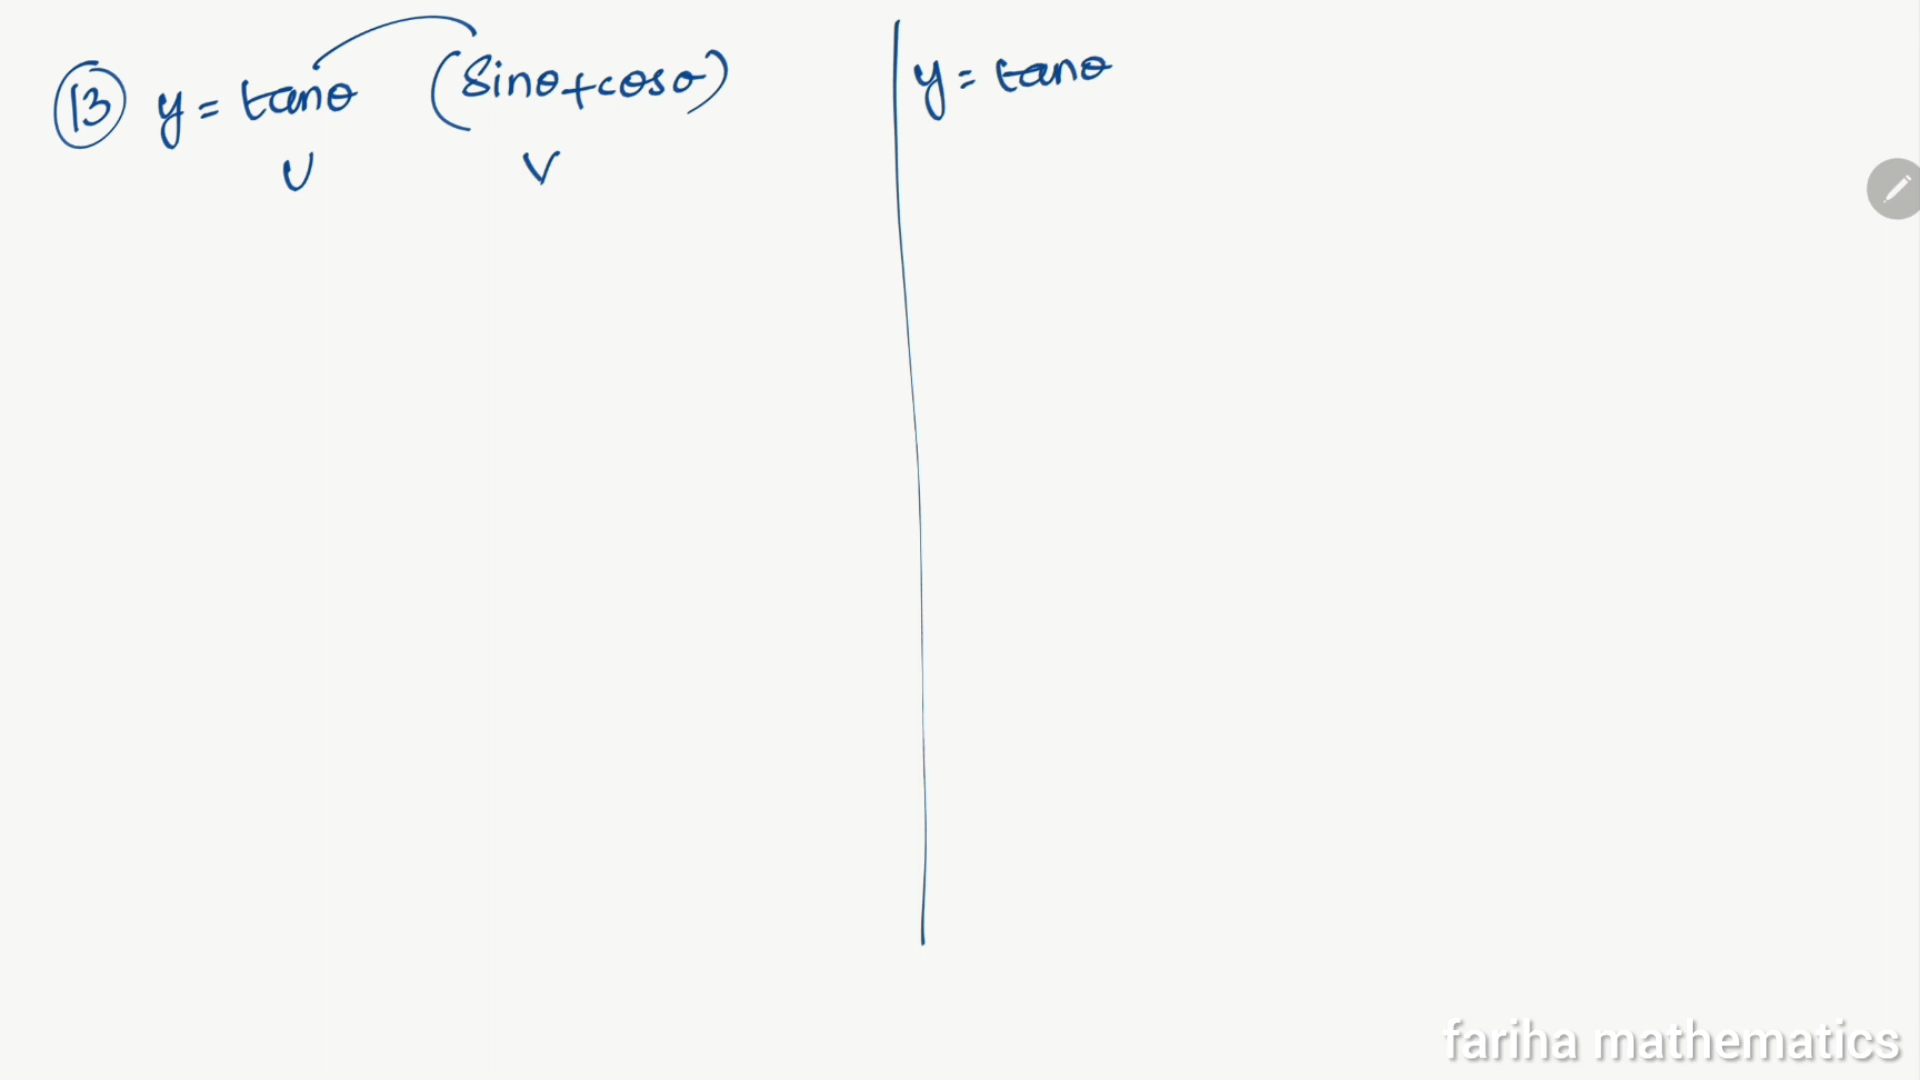 13 y = tanθ (sinθ+cosθ)
U V
y = tanθ
fariha mathematics